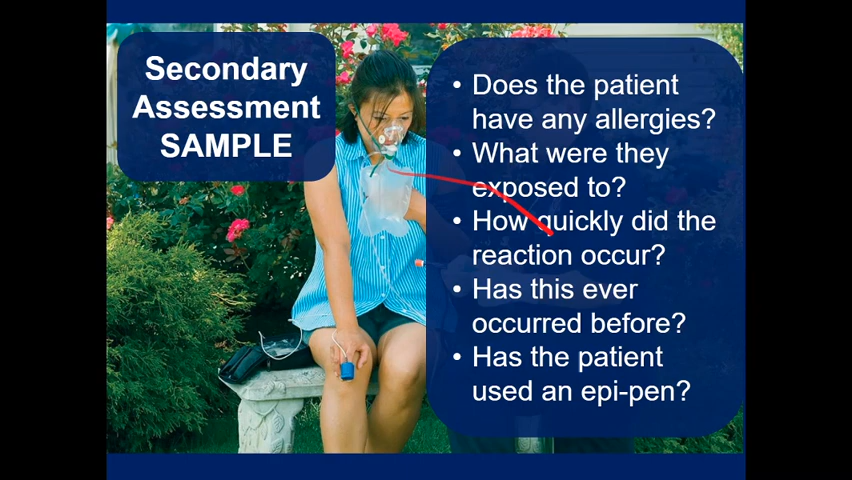 Secondary
Assessment
SAMPLE
• Does the patient
have any allergies?
• What were they
exposed to?
• How quickly did the
reaction occur?
• Has this ever
occurred before?
• Has the patient
used an epi-pen?